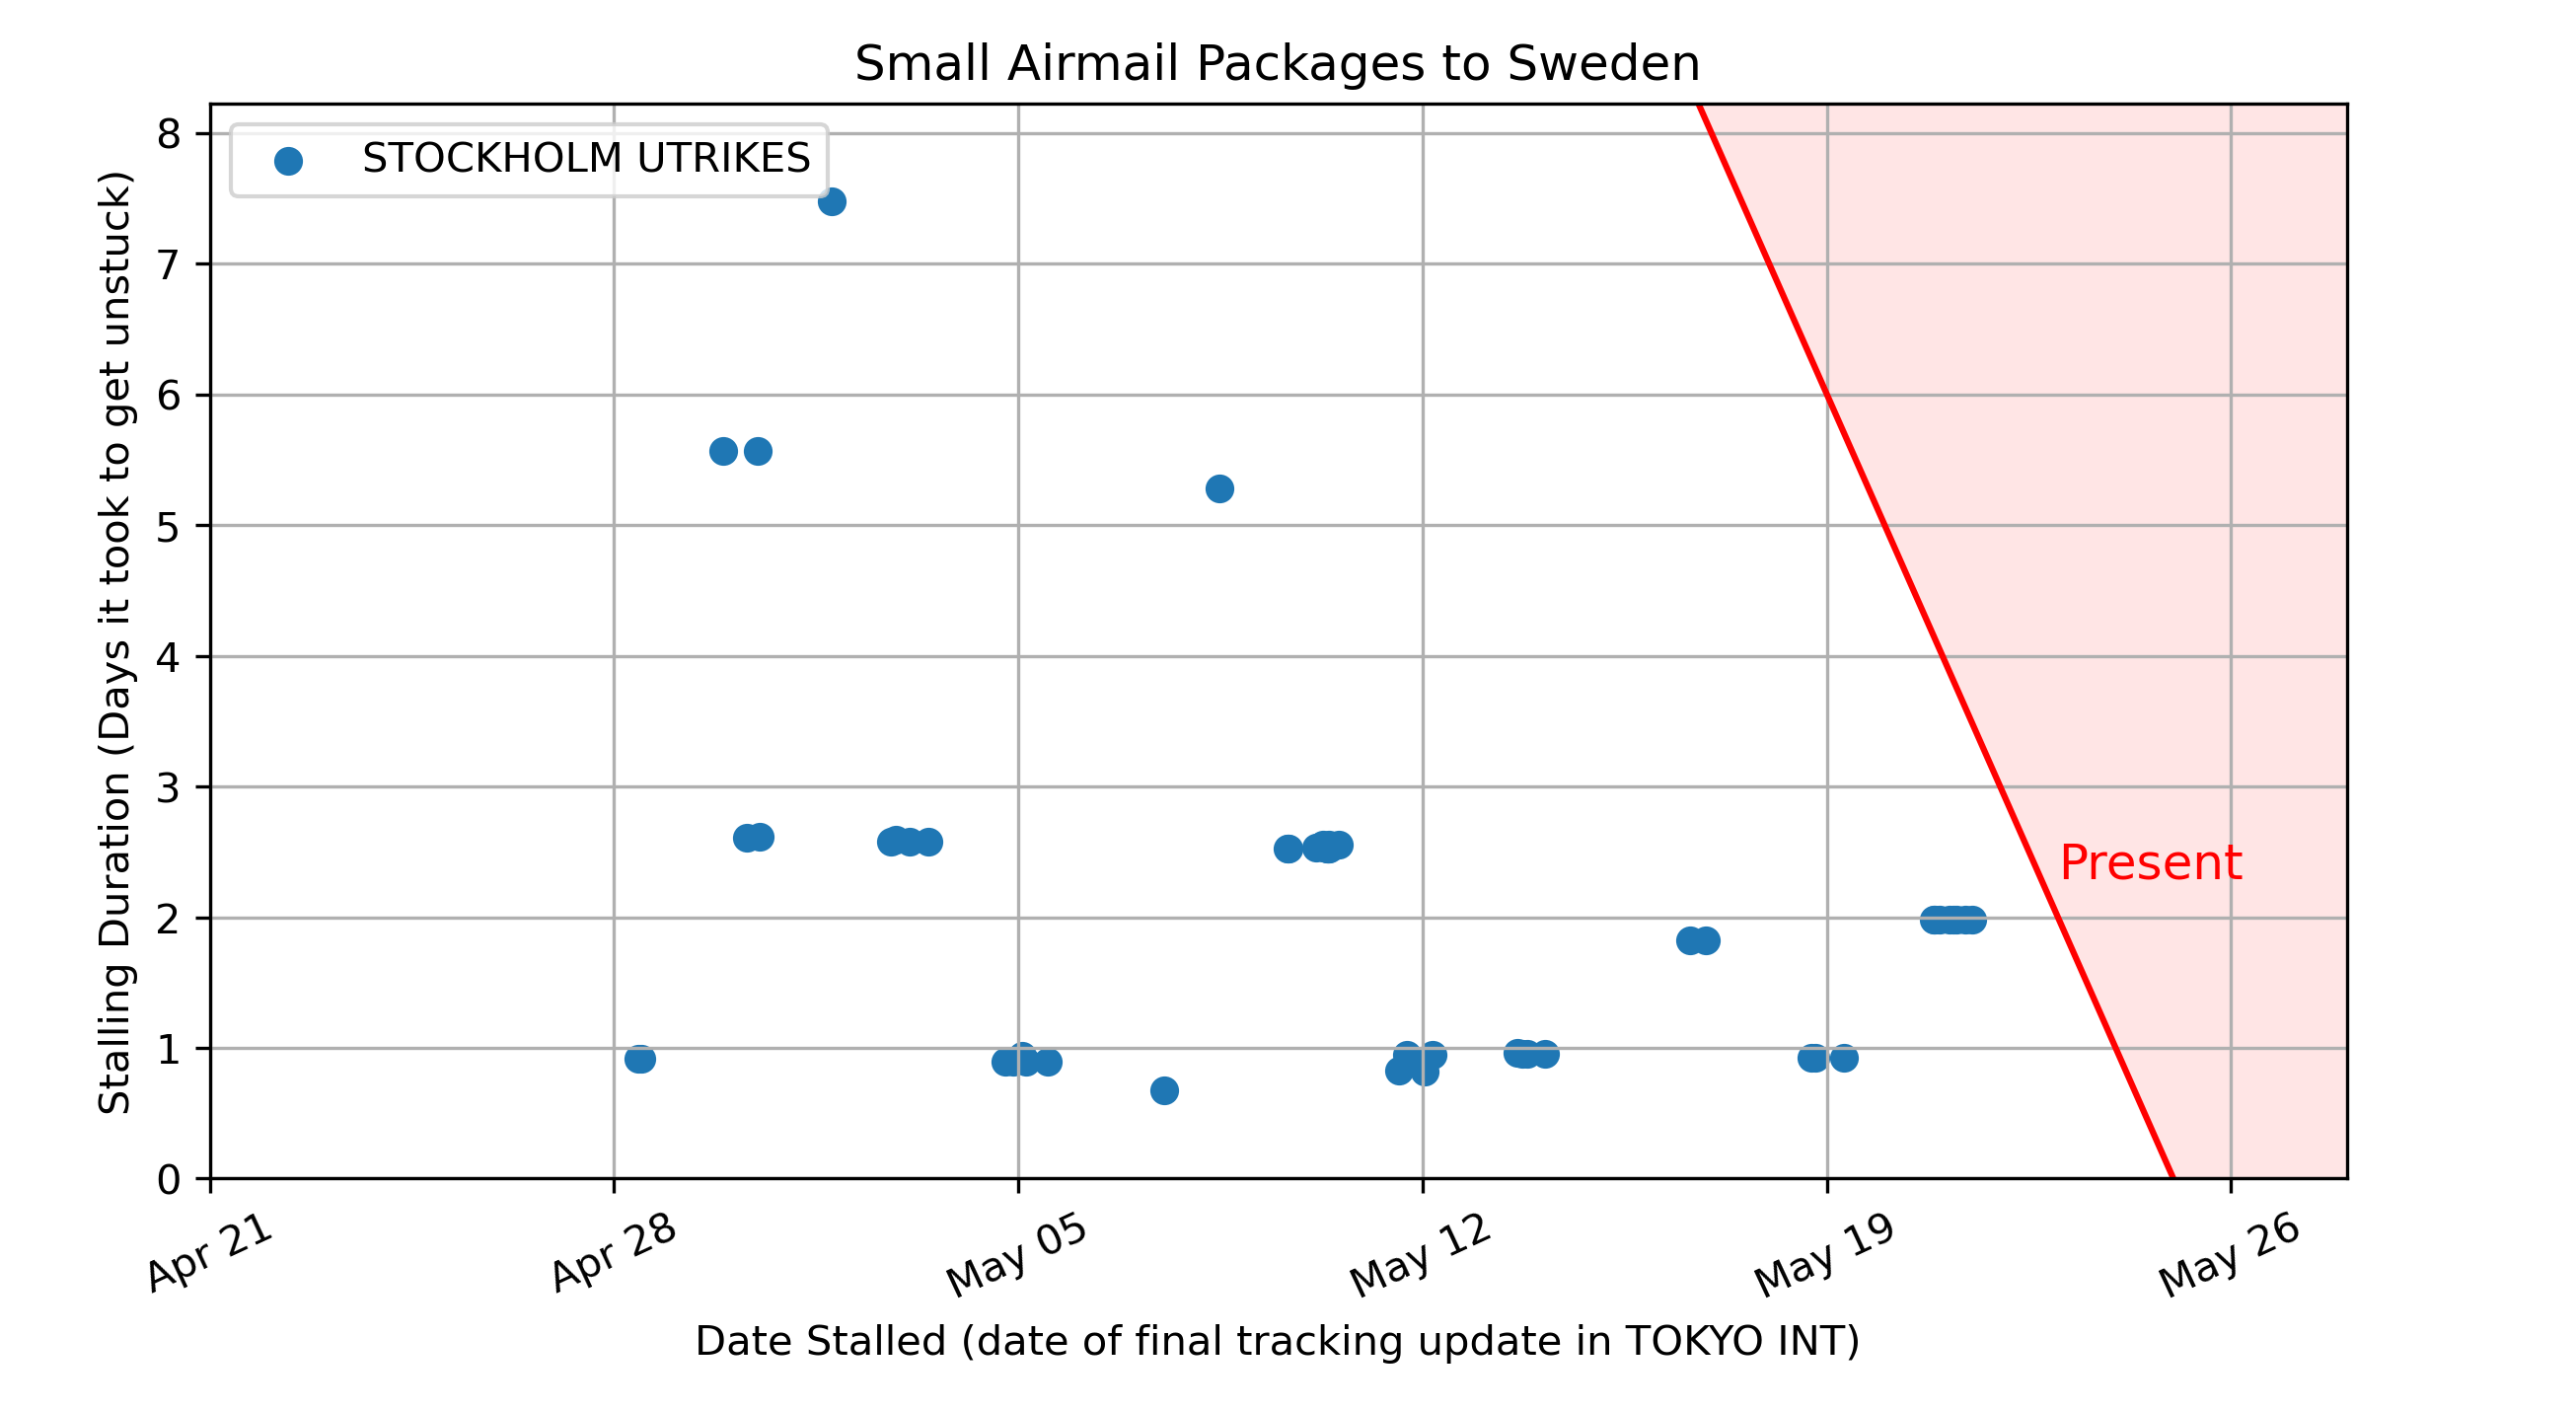 Small Airmail Packages to Sweden
STOCKHOLM UTRIKES
Stalling Duration (Days it took to get unstuck)
8
7
6
5
4
3
2
1
0
Present
Apr 21
Apr 28
May 05
May 12
May 19
May 26
Date Stalled (date of final tracking update in TOKYO INT)